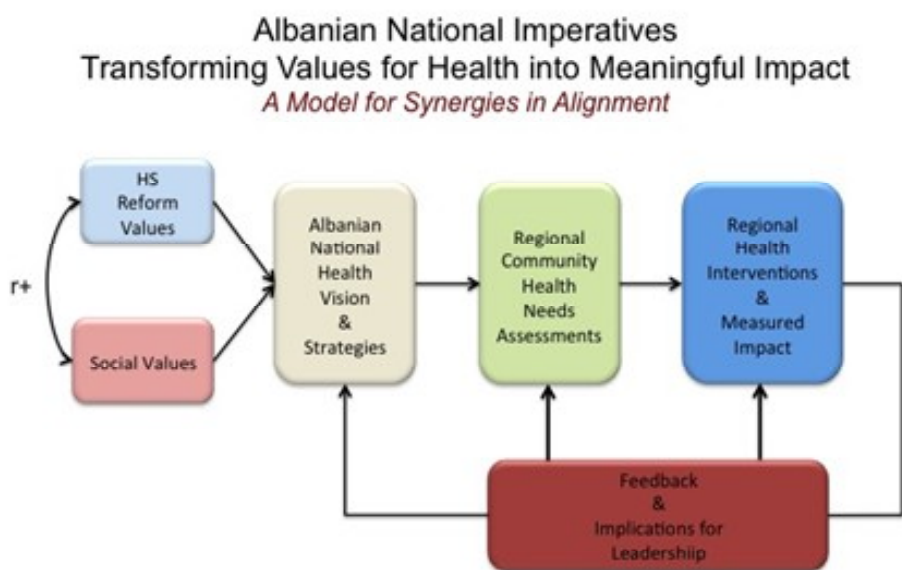 Albanian National Imperatives
Transforming Values for Health into Meaningful Impact
A Model for Synergies in Alignment
HS
Reform
Values
r+
Social Values
Albanian
National
Health
Vision
&
Strategies
Regional
Community
Health
Needs
Assessments
Regional
Health
Interventions
&
Measured
Impact
Feedback
&
Implications for
Leadershiip